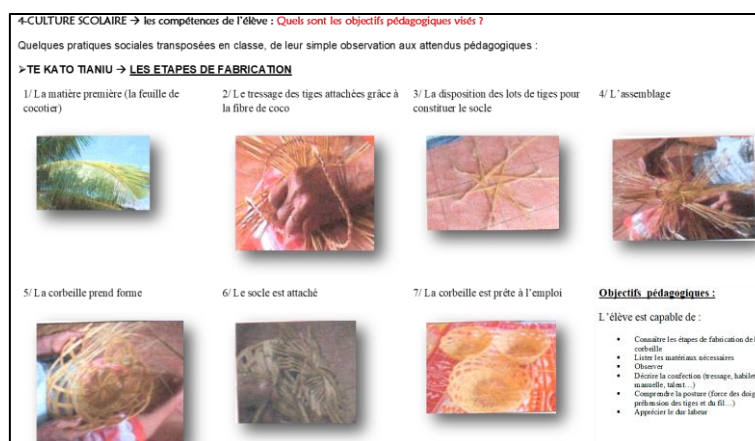 4-CULTURE SCOLAIRE → les compétences de l'élève : Quels sont les objectifs pédagogiques visés ?
Quelques pratiques sociales transposées en classe, de leur simple observation aux attendus pédagogiques :
➢TE KATO TIANIU → LES ETAPES DE FABRICATION
1/ La matière première (la feuille de
cocotier)
2/ Le tressage des tiges attachées grâce à
la fibre de coco
3/ La disposition des lots de tiges pour
constituer le socle
4/ L'assemblage
5/ La corbeille prend forme
6/ Le socle est attaché
7/ La corbeille est prête à l'emploi
Objectifs pédagogiques :
L'élève est capable de :
• Connaitre les étapes de fabrication de
corbeille
• Lister les matériaux nécessaires
• Observer
• Décrire la confection (tressage,
manuelle, talent…)
• Comprendre la posture (force des
préhension des tiges et du fil…)
• Apprécier le dur labeur